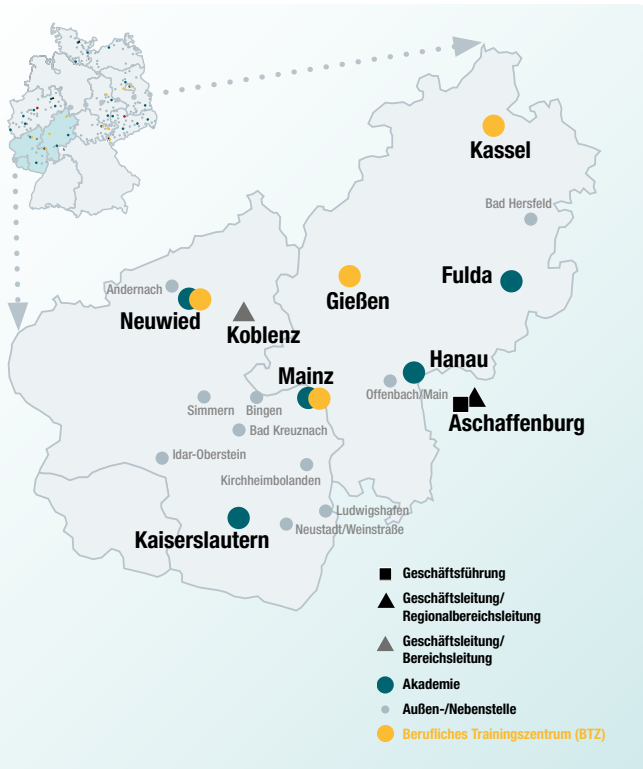 Kassel
Bad Hersfeld
Fulda
Gießen
Andernach
Neuwied
Koblenz
Hanau
Mainz
Offenbach/Main
Aschaffenburg
Simmern
Bingen
Bad Kreuznach
Idar-Oberstein
Kirchheimbolanden
Ludwigshafen
Neustadt/Weinstraße
Kaiserslautern
Geschäftsführung
Geschäftsleitung/
Regionalbereichsleitung
Geschäftsleitung/
Bereichsleitung
Akademie
Außen-/Nebenstelle
Berufliches Trainingszentrum (BTZ)